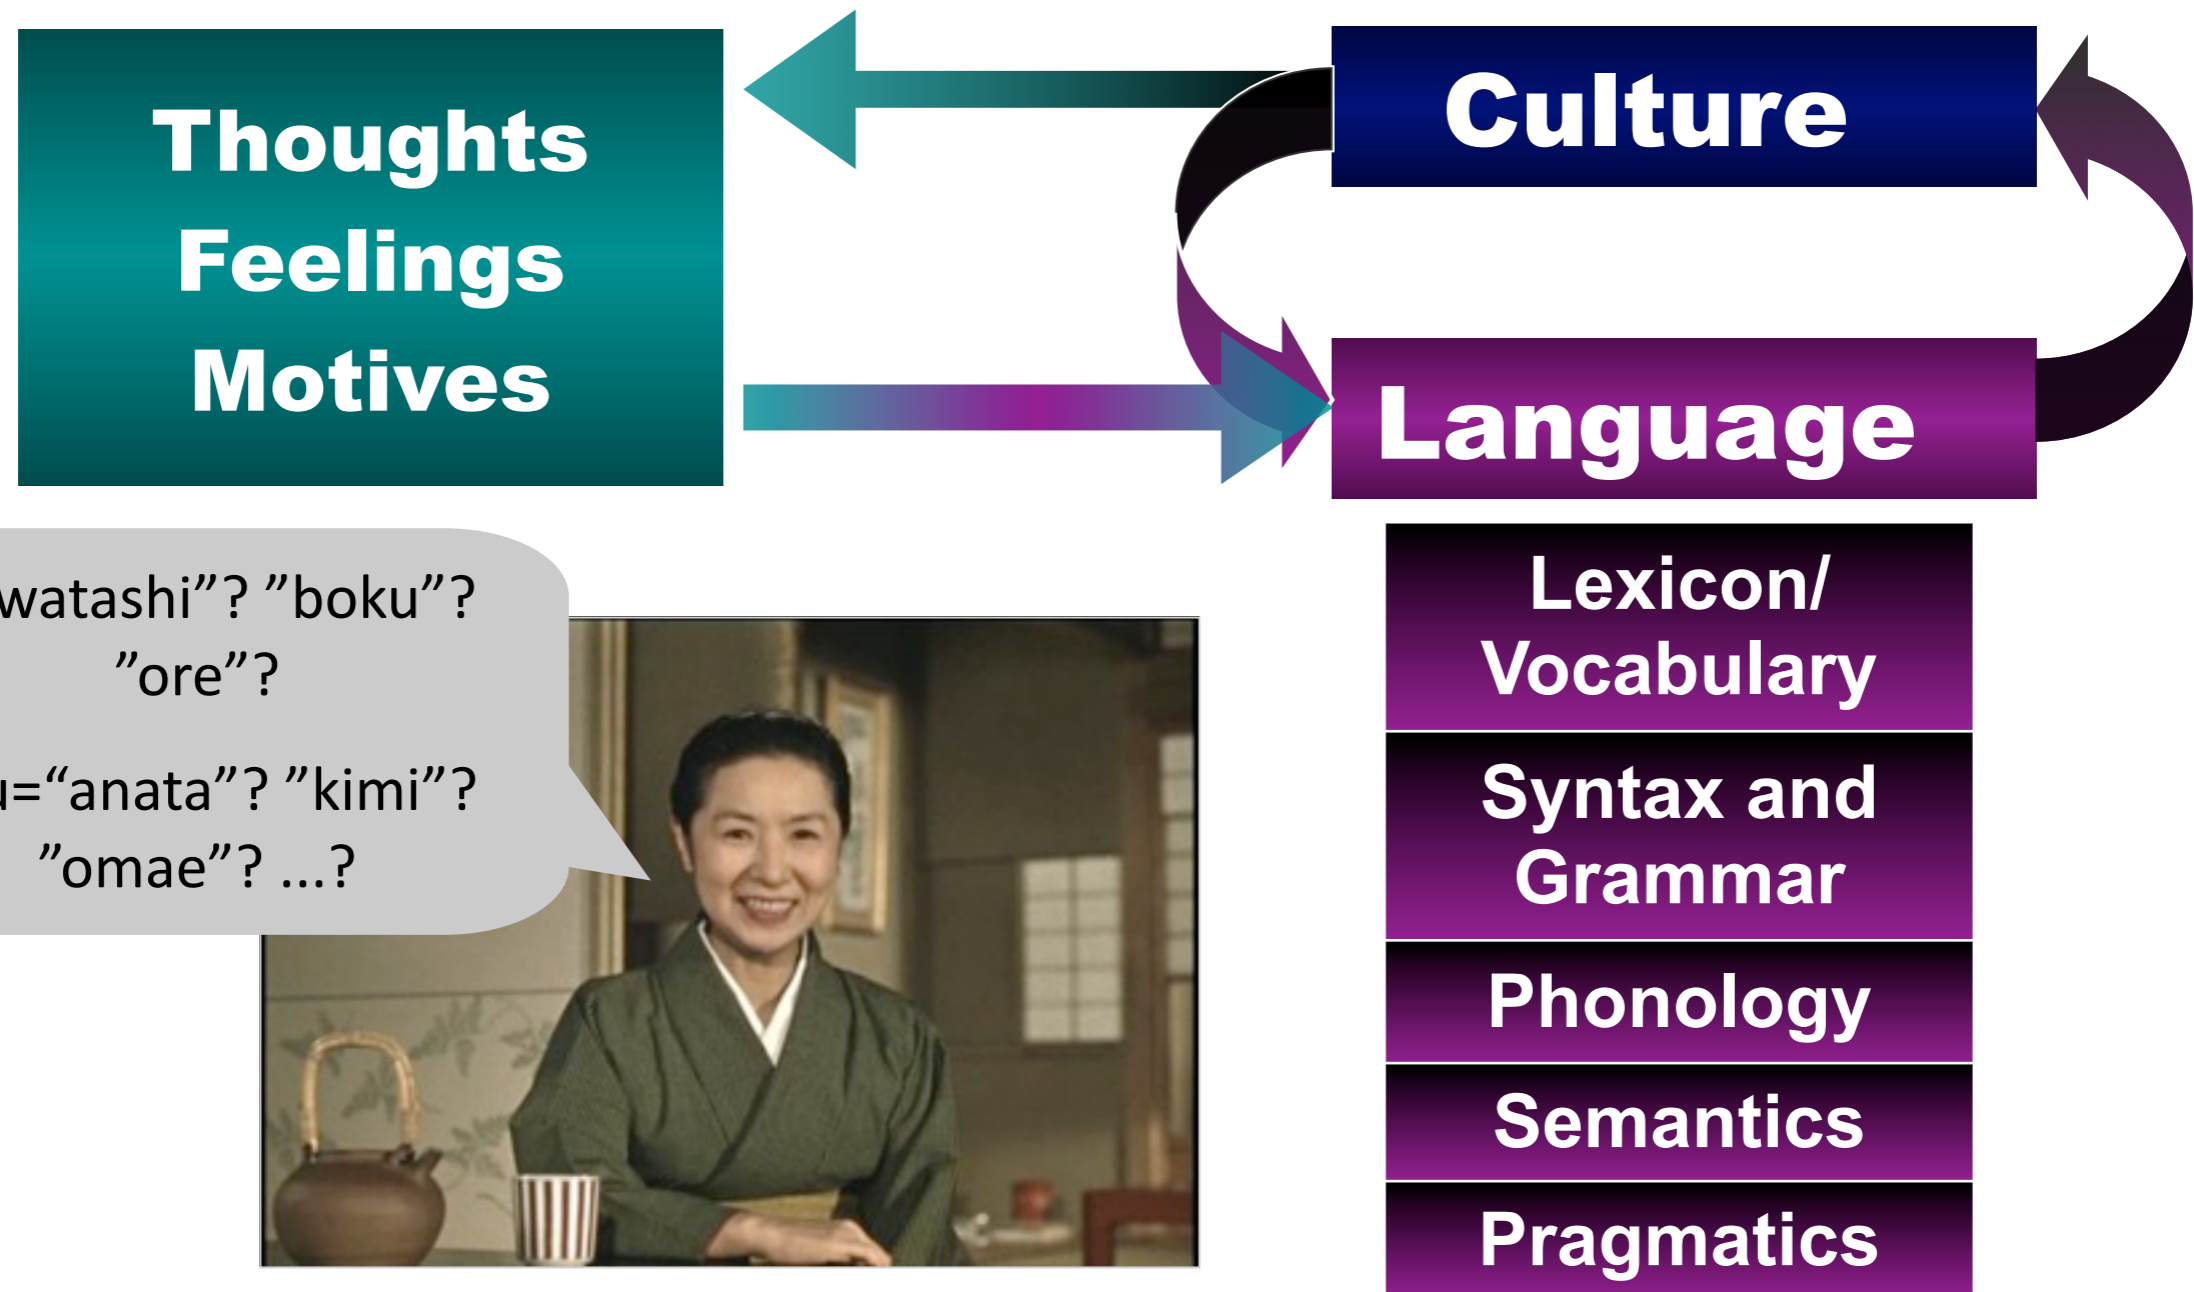 Thoughts
Feelings
Motives
Culture
Language
watashi”? ”boku”?
”ore”?
=“anata”? ”kimi”?
”omae”? ...?
Lexicon/
Vocabulary
Syntax and
Grammar
Phonology
Semantics
Pragmatics